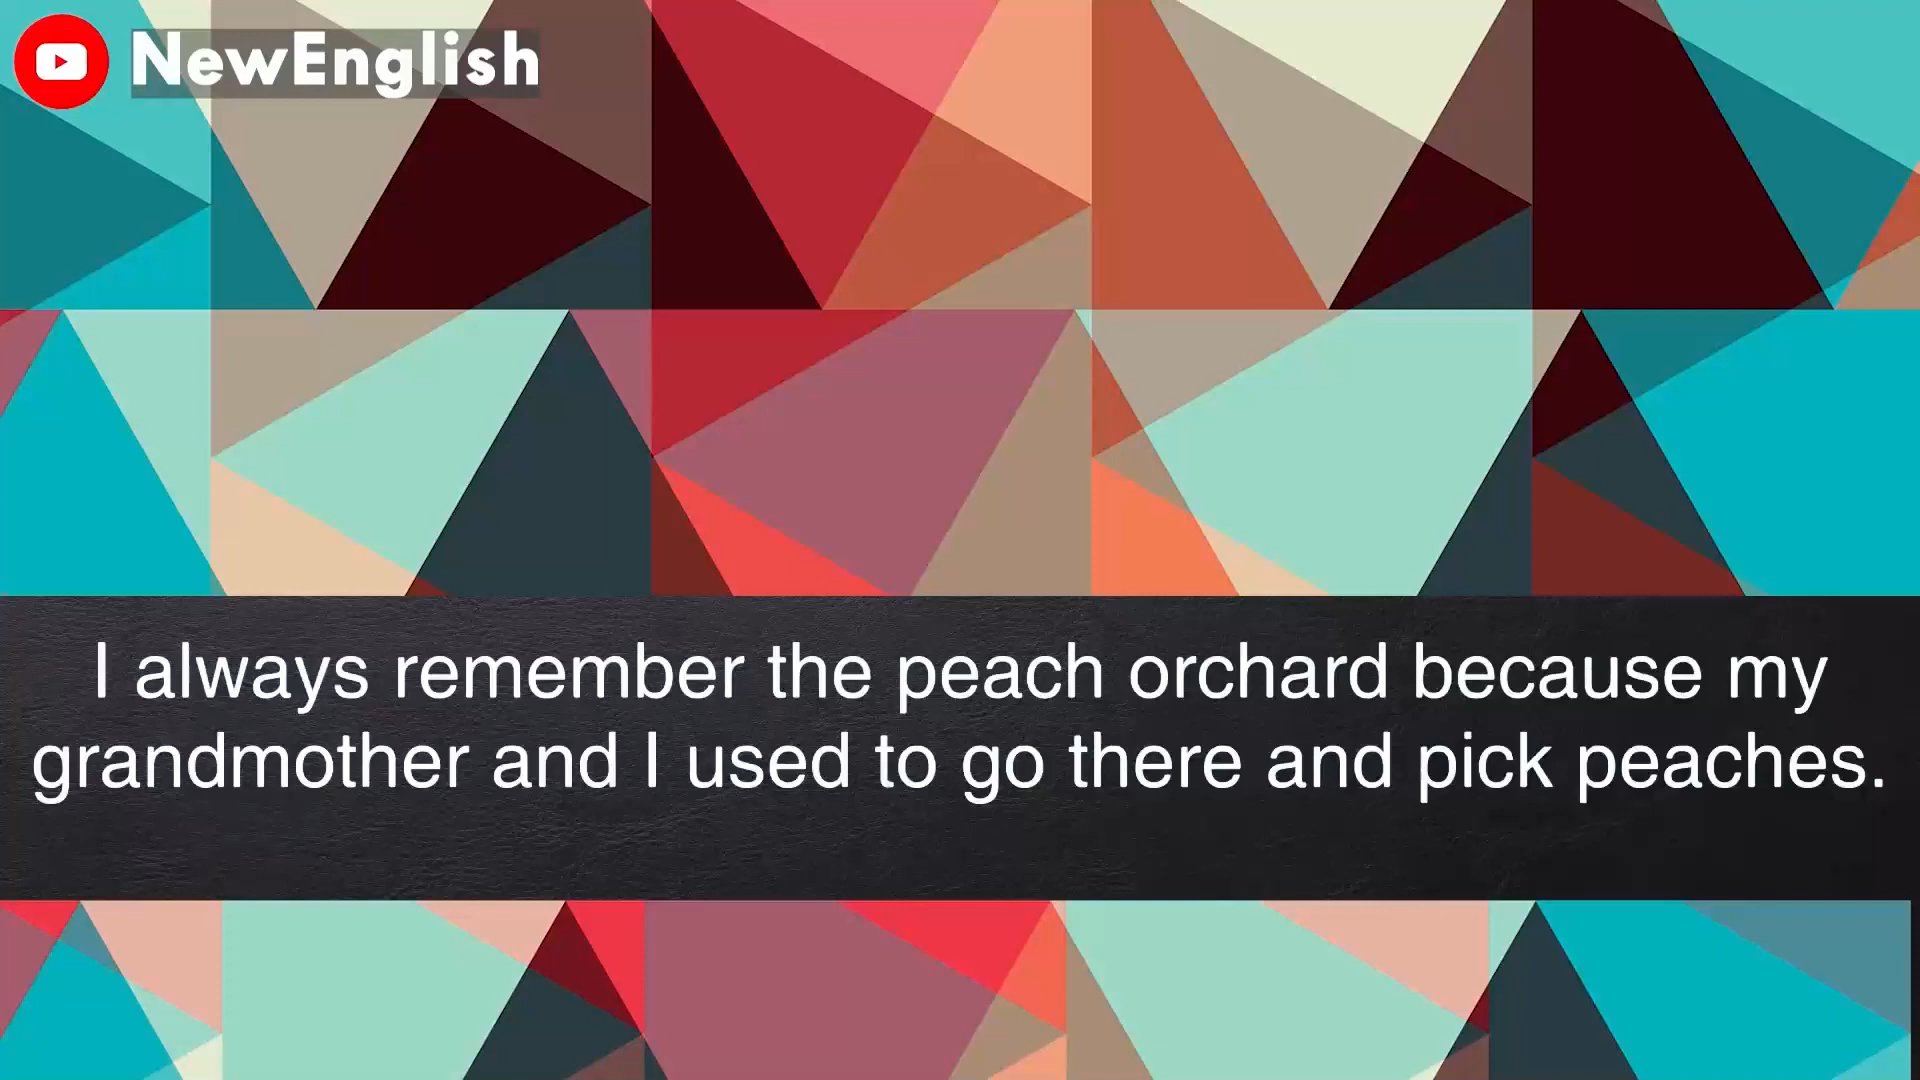 NewEnglish
I always remember the peach orchard because my
grandmother and I used to go there and pick peaches.